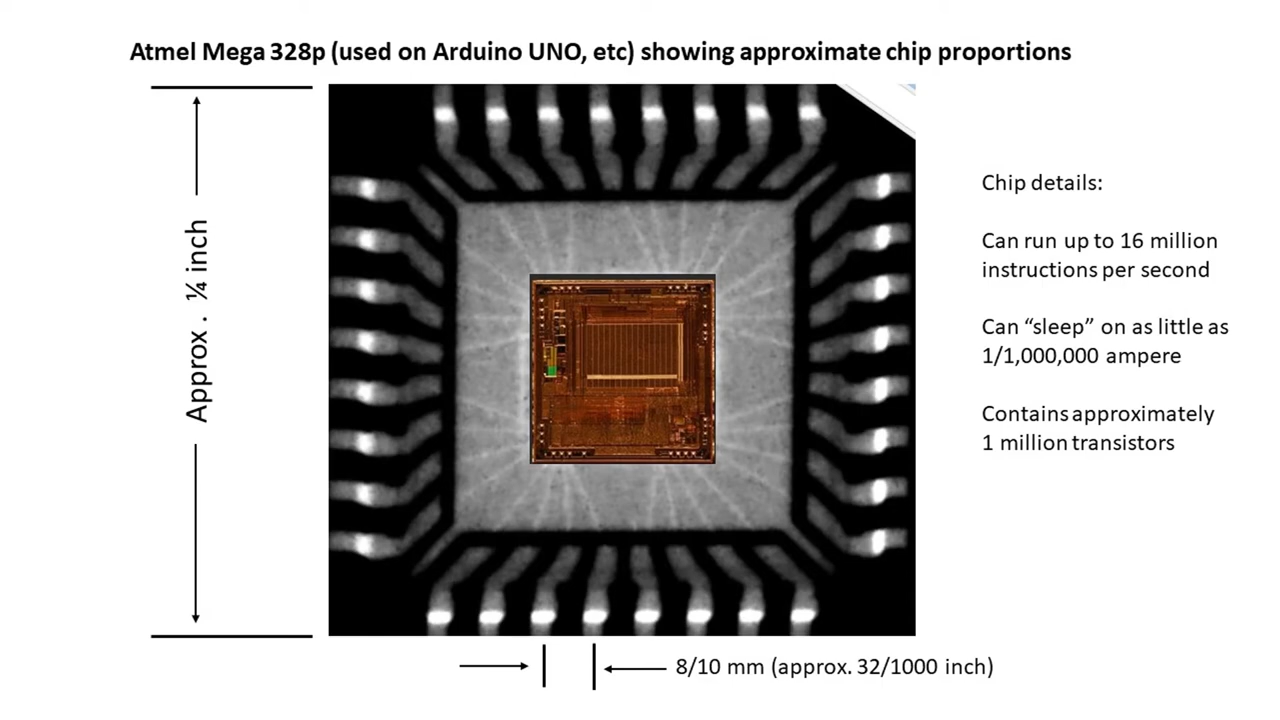 Atmel Mega 328p (used on Arduino UNO, etc) showing approximate chip proportions
Approx. ¼ inch
Chip details:
Can run up to 16 million
instructions per second
Can “sleep” on as little as
1/1,000,000 ampere
Contains approximately
1 million transistors
8/10 mm (approx. 32/1000 inch)